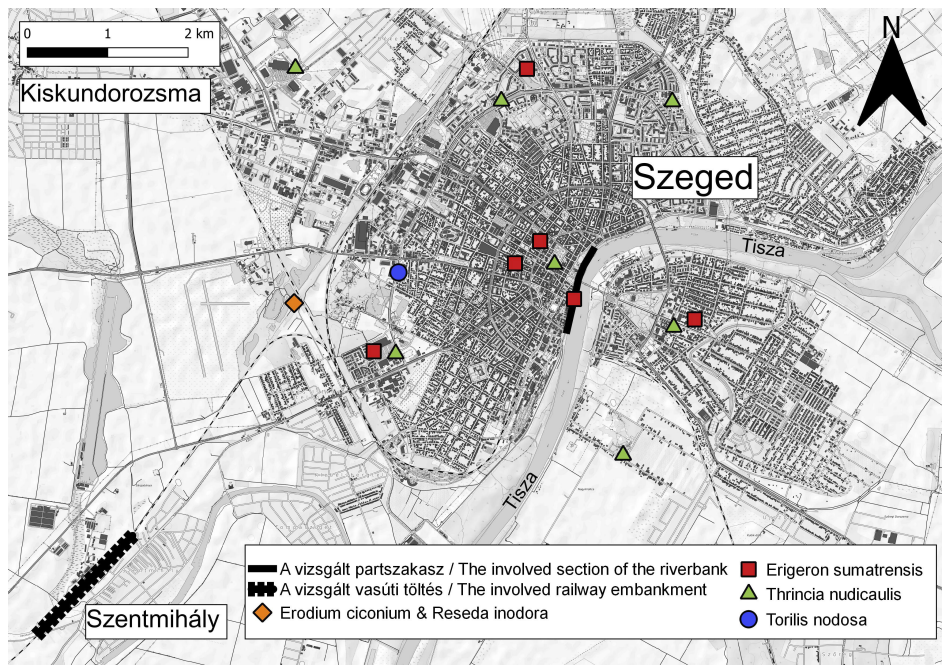 0 1 2 km
Kiskundorozsma
N
Szeged
Tisza
Tisza
Szentmihály
A vizsgált partszakasz / The involved section of the riverbank
A vizsgált vasúti töltés / The involved railway embankment
Erodium ciconium & Reseda inodora
Erigeron sumatrensis
Thrincia nudicaulis
Torilis nodosa